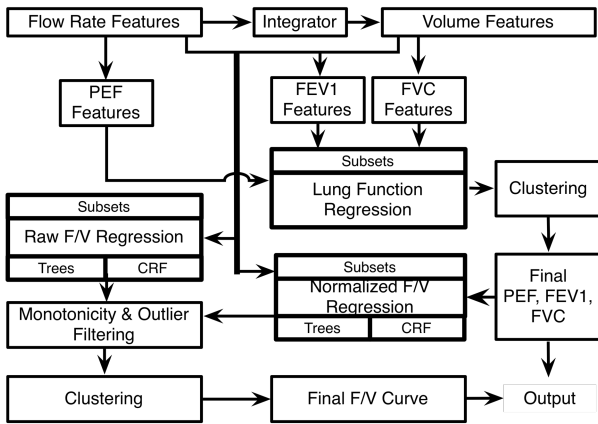 Flow Rate Features
Integrator
Volume Features
PEF
Features
FEV1
Features
FVC
Features
Subsets
Lung Function
Regression
Clustering
Subsets
Raw F/V Regression
Trees
CRF
Subsets
Normalized F/V
Regression
Trees
CRF
Final
PEF, FEV1,
FVC
Monotonicity & Outlier
Filtering
Clustering
Final F/V Curve
Output